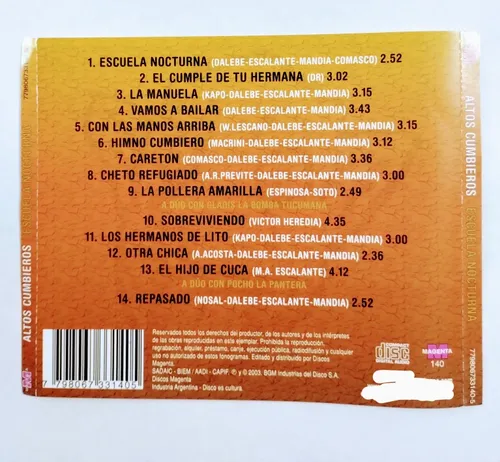 1. ESCUELA NOCTURNA (DALEBE-ESCALANTE-MANDIA-COMASCO) 2.52
2. EL CUMPLE DE TU HERMANA (DR) 3.02
3. LA MANUELA (KAPO-DALEBE-ESCALANTE-MANDIA) 3.15
4. VAMOS A BAILAR (DALEBE-ESCALANTE-MANDIA) 3.43
5. CON LAS MANOS ARRIBA (W.LESCANO-DALEBE-ESCALANTE-MANDIA) 3.15
6. HIMNO CUMBIERO (MACRINI-DALEBE-ESCALANTE-MANDIA) 3.12
7. CARETON (COMASCO-DALEBE-ESCALANTE-MANDIA) 3.36
8. CHETO REFUGIADO (A.R.PREVITE-DALEBE-ESCALANTE-MANDIA) 3.00
9. LA POLLERA AMARILLA (ESPINOSA-SOTO) 2.49
A DUO CON GLADIS LA BOMBA TUCUMANA
10. SOBREVIVIENDO (VICTOR HEREDIA) 4.35
11. LOS HERMANOS DE LITO (KAPO-DALEBE-ESCALANTE-MANDIA) 3.00
12. OTRA CHICA (A.ACOSTA-DALEBE-ESCALANTE-MANDIA) 2.36
13. EL HIJO DE CUCA (M.A. ESCALANTE) 4.12
A DUO CON POCHO LA PANTERA
14. REPASADO (NOSAL-DALEBE-ESCALANTE-MANDIA) 2.52
7 798067 331405
Reservados todos los derechos del productor, de los autores y de los intérpretes
de las obras reproducidas en este ejemplar. Prohibida la reproducción,
regrabación, alquiler, préstamo, canje, ejecución pública, radiodifusión y cualquier
uso no autorizado de estos fonogramas. Editado y distribuido por Discos
Magenta.
SADAIC - BIEM / AADI - CAPIF. ℗ y © 2003. BGM Industrias del Disco S.A.
Discos Magenta
Industria Argentina - Disco es cultura.
COMPACT
disc
DIGITAL AUDIO
MAGENTA
140
ALTOS CUMBIEROS
ALTOS CUMBIEROS
ESCUELA NOCTURNA
779806733140-5